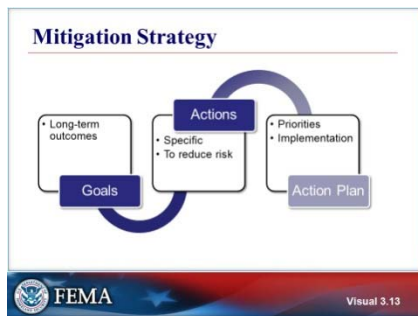 Mitigation Strategy
• Long-term
outcomes
Goals
Actions
• Specific
• To reduce risk
• Priorities
• Implementation
Action Plan
FEMA
Visual 3.13